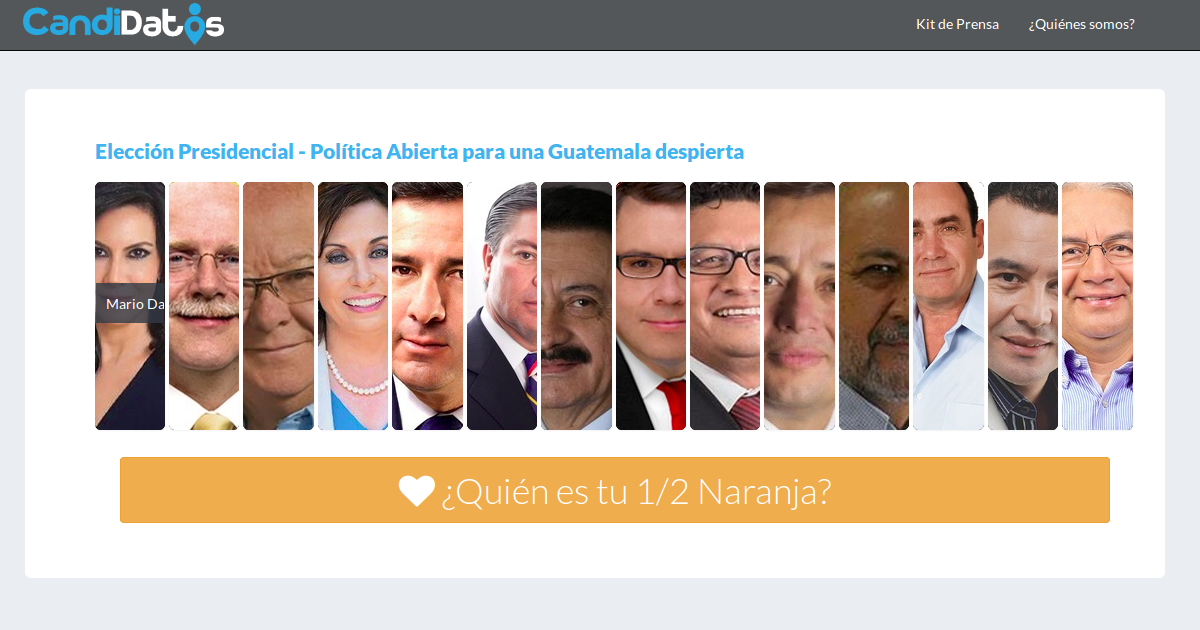 CandiDatos
Kit de Prensa
¿Quiénes somos?
Elección Presidencial - Política Abierta para una Guatemala despierta
Mario Da
¿Quién es tu 1/2 Naranja?